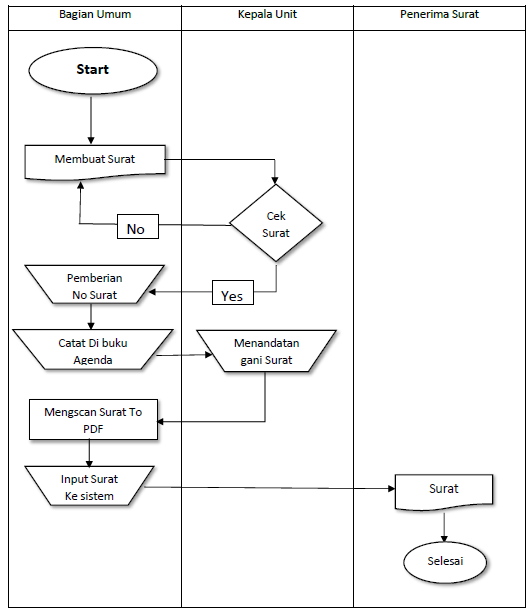 Bagian Umum
Kepala Unit
Penerima Surat
Start
Membuat Surat
Cek
Surat
No
Pemberian
No Surat
Yes
Catat Di buku
Agenda
Menandatan
gani Surat
Mengscan Surat To
PDF
Input Surat
Ke sistem
Surat
Selesai